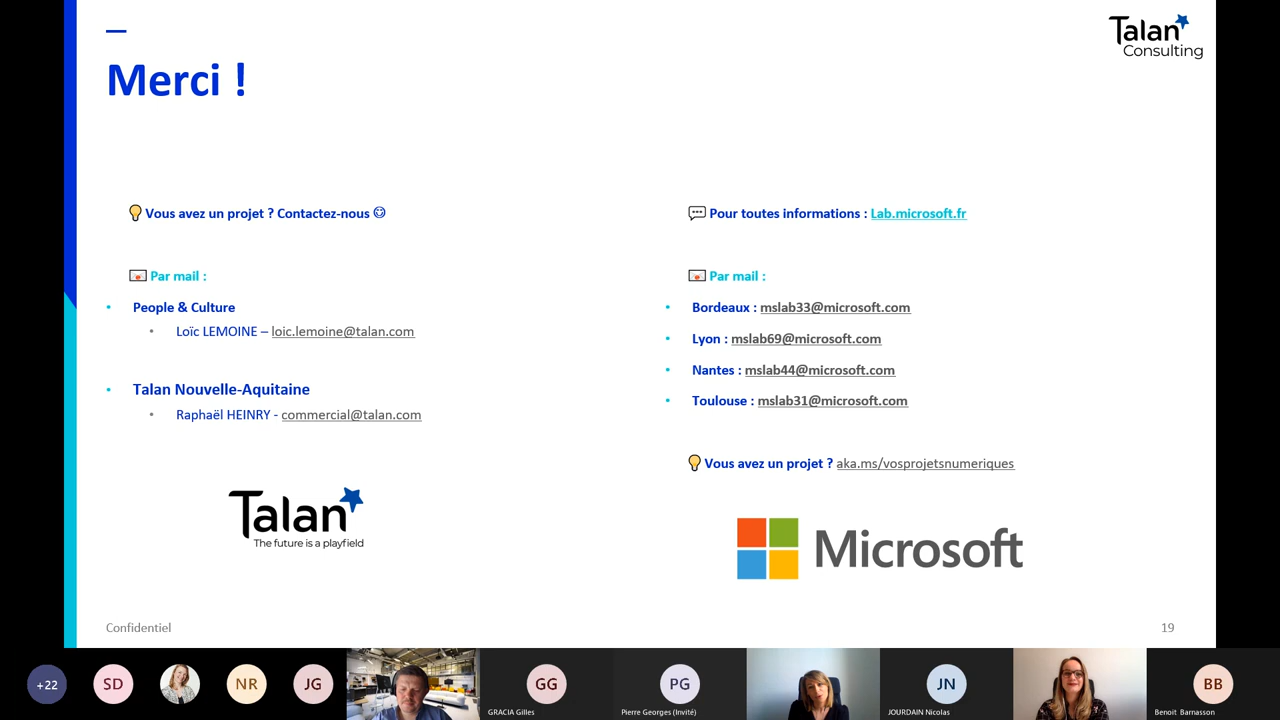 Talan
Consulting
Merci !
Vous avez un projet ? Contactez-nous ☺
Par mail :
• People & Culture
• Loïc LEMOINE – loic.lemoine@talan.com
• Talan Nouvelle-Aquitaine
• Raphaël HEINRY - commercial@talan.com
Talan
The future is a playfield
Pour toutes informations : Lab.microsoft.fr
Par mail :
• Bordeaux : mslab33@microsoft.com
• Lyon : mslab69@microsoft.com
• Nantes : mslab44@microsoft.com
• Toulouse : mslab31@microsoft.com
Vous avez un projet ? aka.ms/vosprojetsnumeriques
Microsoft
Confidentiel
19
+22
SD
NR
JG
GG
GRACIA Gilles
PG
Pierre Georges (Invité)
JN
JOURDAIN Nicolas
BB
Benoit Barnasson